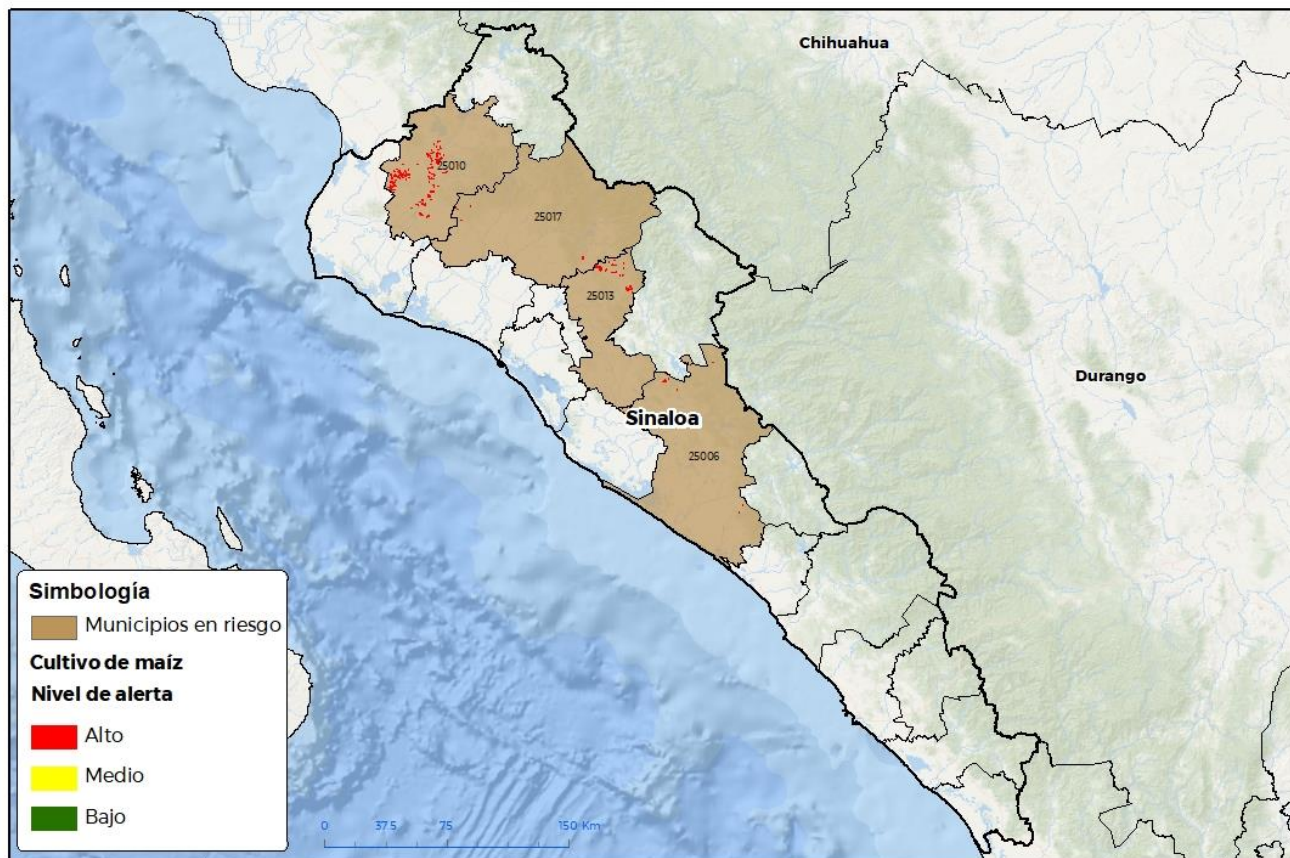 Chihuahua
25010
25017
25013
Durango
Sinaloa
25006
Simbología
Municipios en riesgo
Cultivo de maíz
Nivel de alerta
Alto
Medio
Bajo
0 37.5 75 150 Km